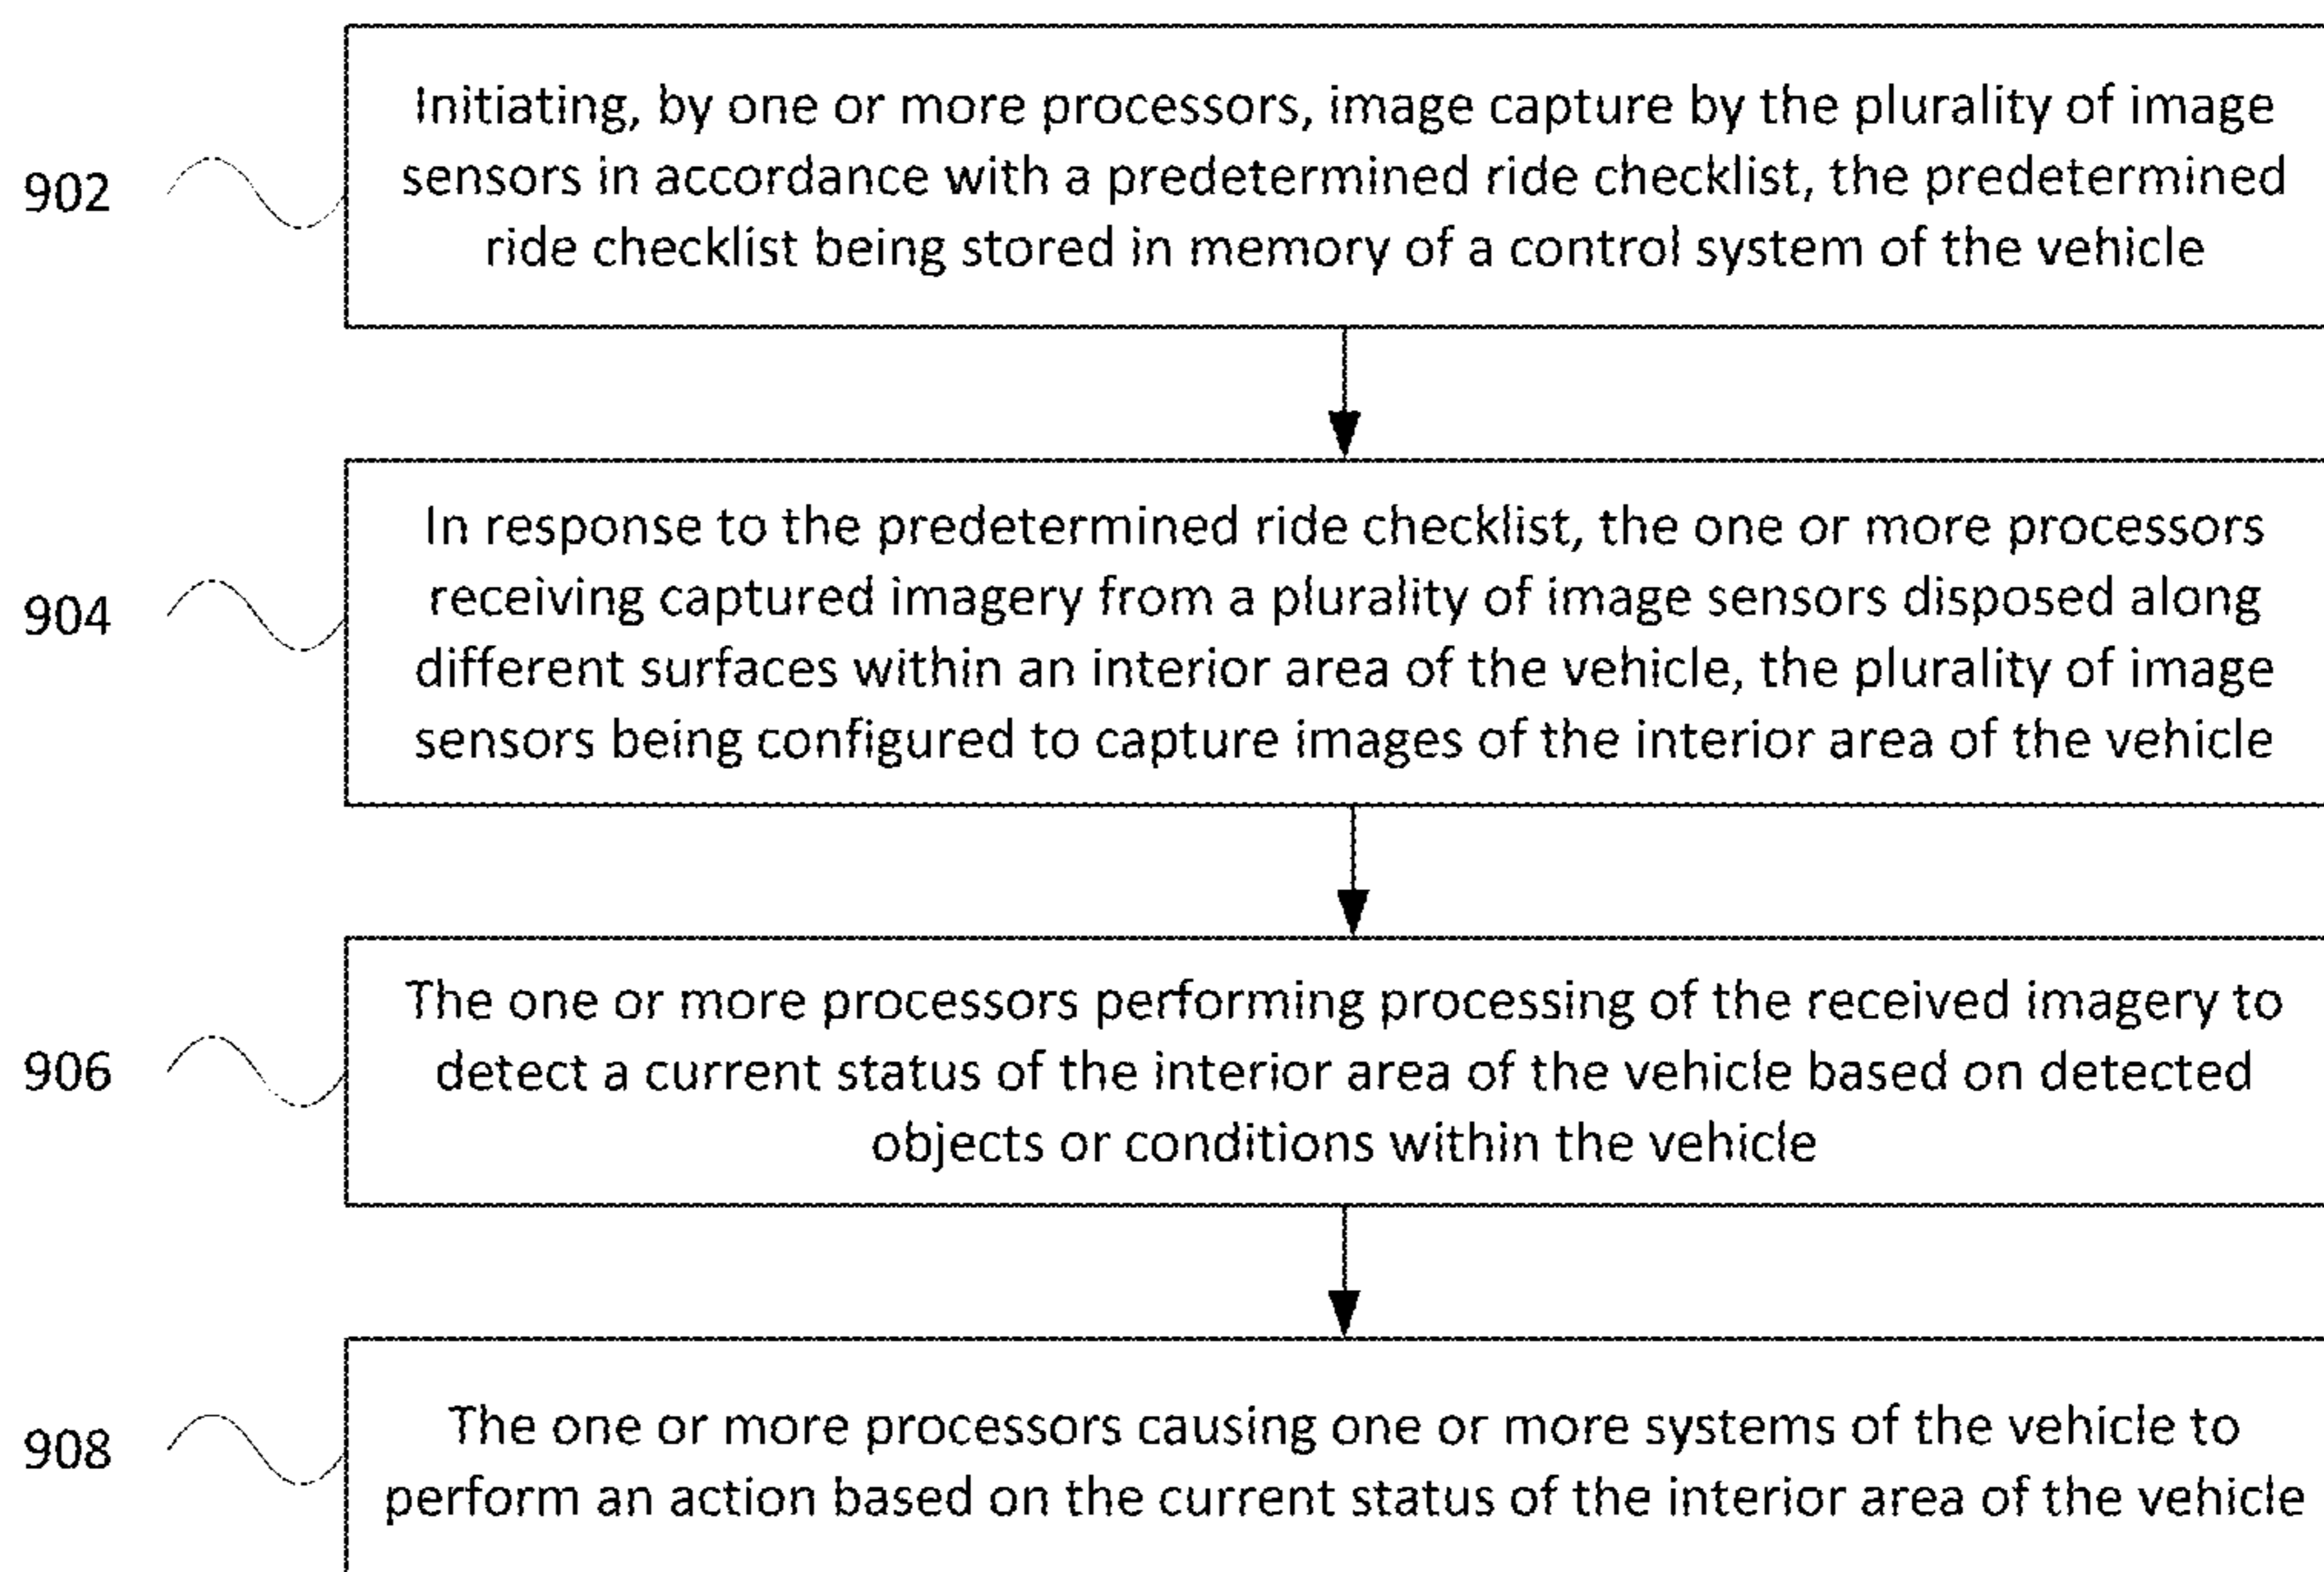 902
Initiating, by one or more processors, image capture by the plurality of image
sensors in accordance with a predetermined ride checklist, the predetermined
ride checklist being stored in memory of a control system of the vehicle
904
In response to the predetermined ride checklist, the one or more processors
receiving captured imagery from a plurality of image sensors disposed along
different surfaces within an interior area of the vehicle, the plurality of image
sensors being configured to capture images of the interior area of the vehicle
906
The one or more processors performing processing of the received imagery to
detect a current status of the interior area of the vehicle based on detected
objects or conditions within the vehicle
908
The one or more processors causing one or more systems of the vehicle to
perform an action based on the current status of the interior area of the vehicle